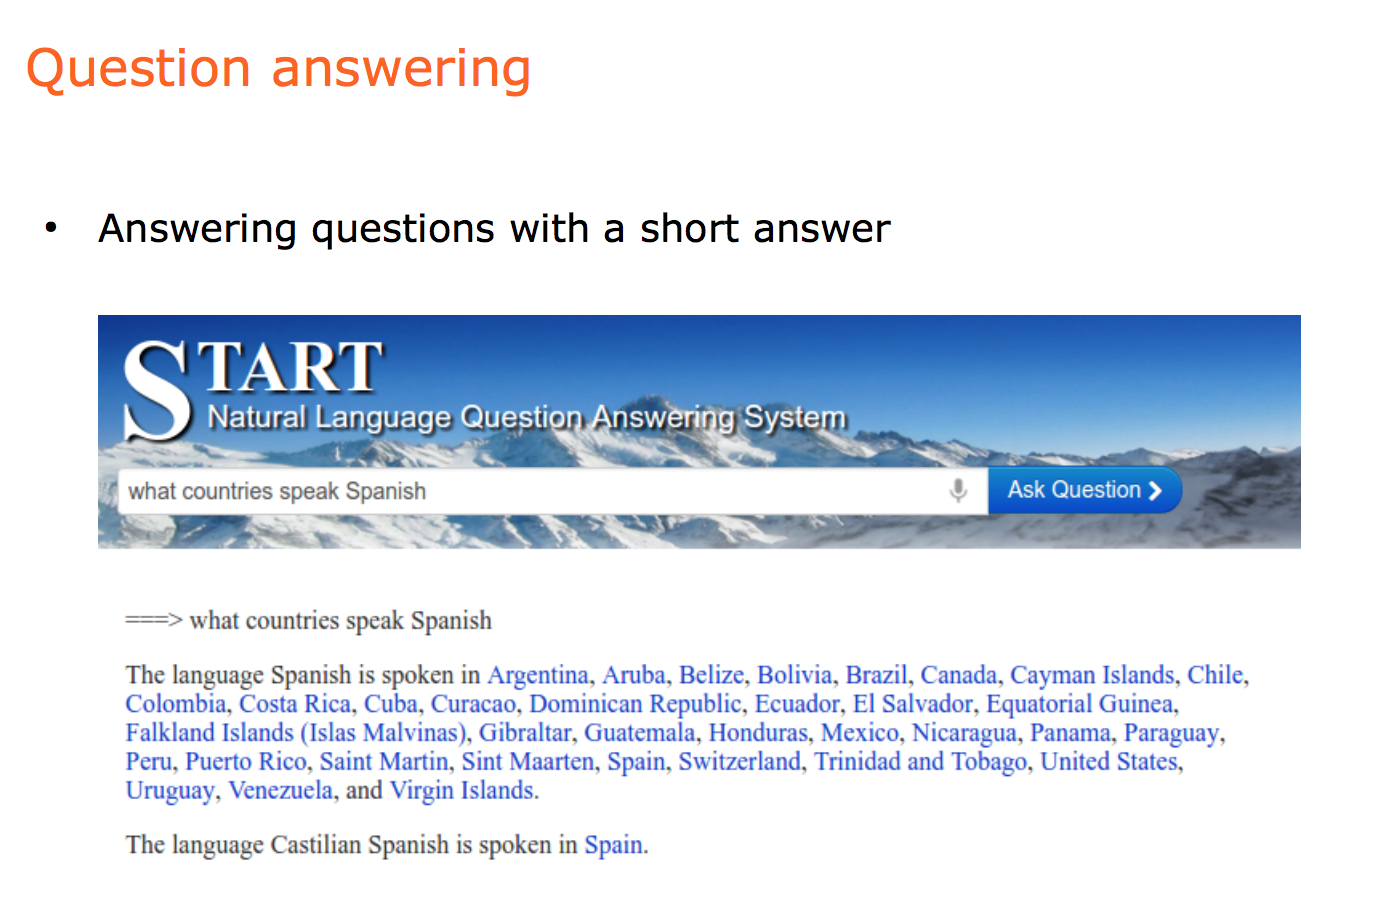 Question answering
• Answering questions with a short answer
START
Natural Language Question Answering System
what countries speak Spanish
Ask Question
===> what countries speak Spanish
The language Spanish is spoken in Argentina, Aruba, Belize, Bolivia, Brazil, Canada, Cayman Islands, Chile,
Colombia, Costa Rica, Cuba, Curacao, Dominican Republic, Ecuador, El Salvador, Equatorial Guinea,
Falkland Islands (Islas Malvinas), Gibraltar, Guatemala, Honduras, Mexico, Nicaragua, Panama, Paraguay,
Peru, Puerto Rico, Saint Martin, Sint Maarten, Spain, Switzerland, Trinidad and Tobago, United States,
Uruguay, Venezuela, and Virgin Islands.
The language Castilian Spanish is spoken in Spain.